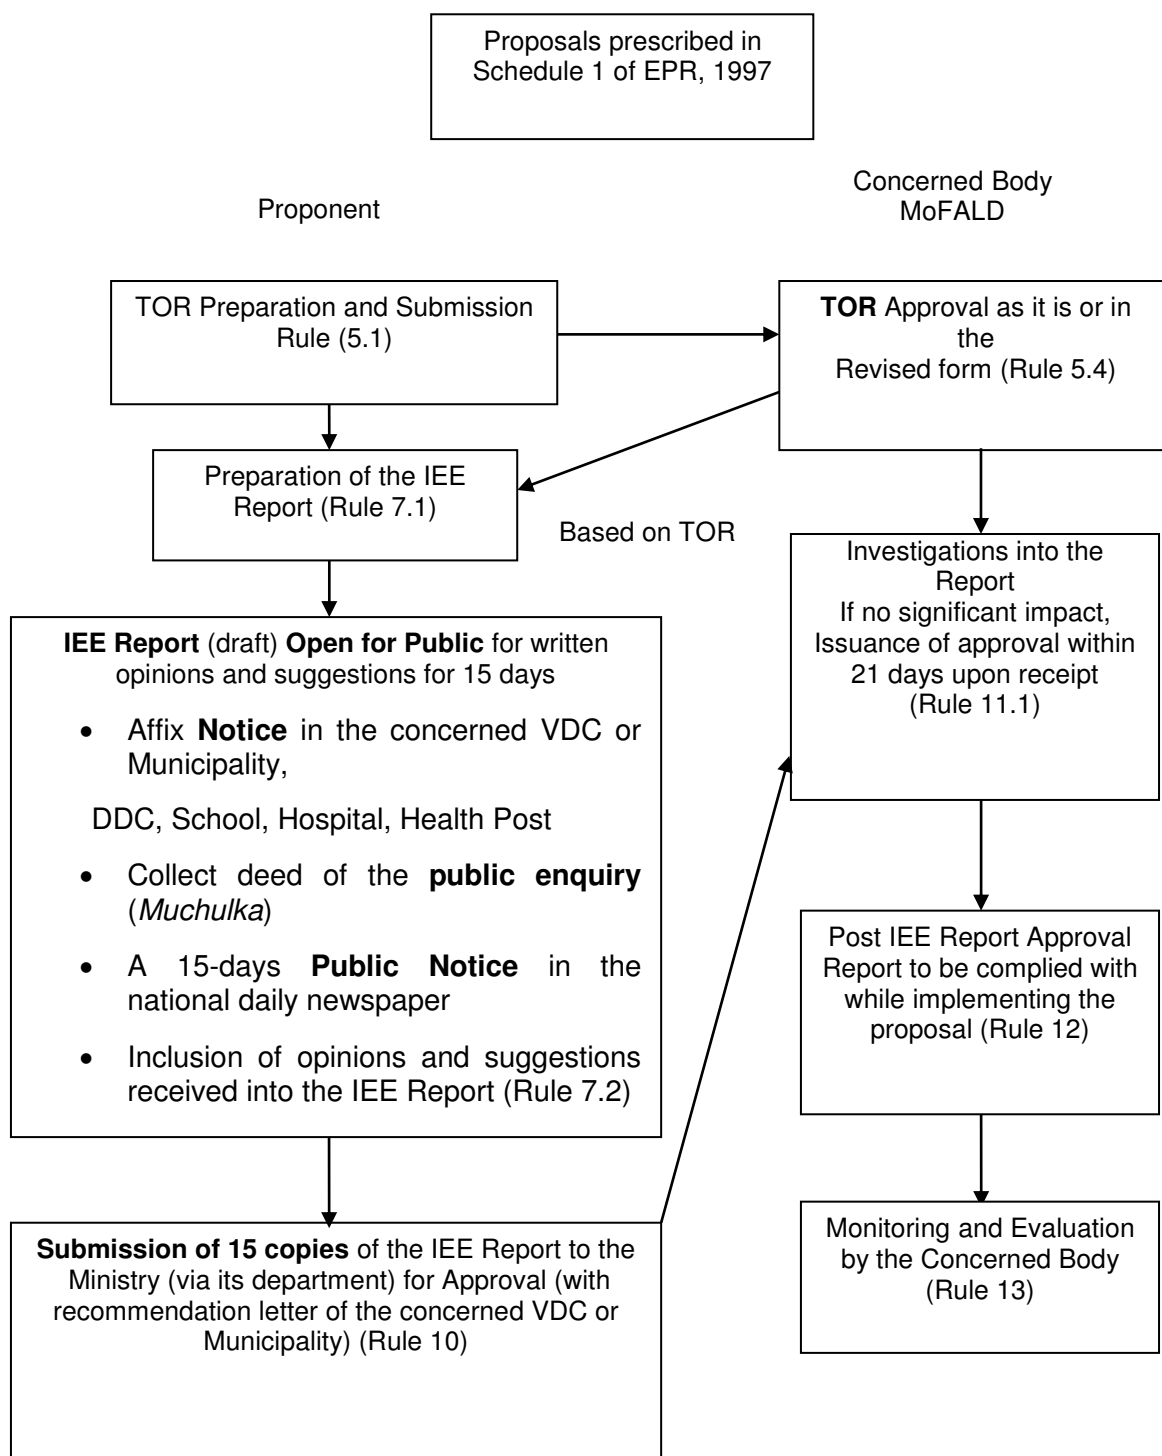 Proposals prescribed in
Schedule 1 of EPR, 1997
Proponent
Concerned Body
MoFALD
TOR Preparation and Submission
Rule (5.1)
TOR Approval as it is or in
the
Revised form (Rule 5.4)
Preparation of the IEE
Report (Rule 7.1)
Based on TOR
Investigations into the
Report
If no significant impact,
Issuance of approval within
21 days upon receipt
(Rule 11.1)
IEE Report (draft) Open for Public for written
opinions and suggestions for 15 days
• Affix Notice in the concerned VDC or
Municipality,
DDC, School, Hospital, Health Post
• Collect deed of the public enquiry
(Muchulka)
• A 15-days Public Notice in the
national daily newspaper
• Inclusion of opinions and suggestions
received into the IEE Report (Rule 7.2)
Post IEE Report Approval
Report to be complied with
while implementing the
proposal (Rule 12)
Submission of 15 copies of the IEE Report to the
Ministry (via its department) for Approval (with
recommendation letter of the concerned VDC or
Municipality) (Rule 10)
Monitoring and Evaluation
by the Concerned Body
(Rule 13)